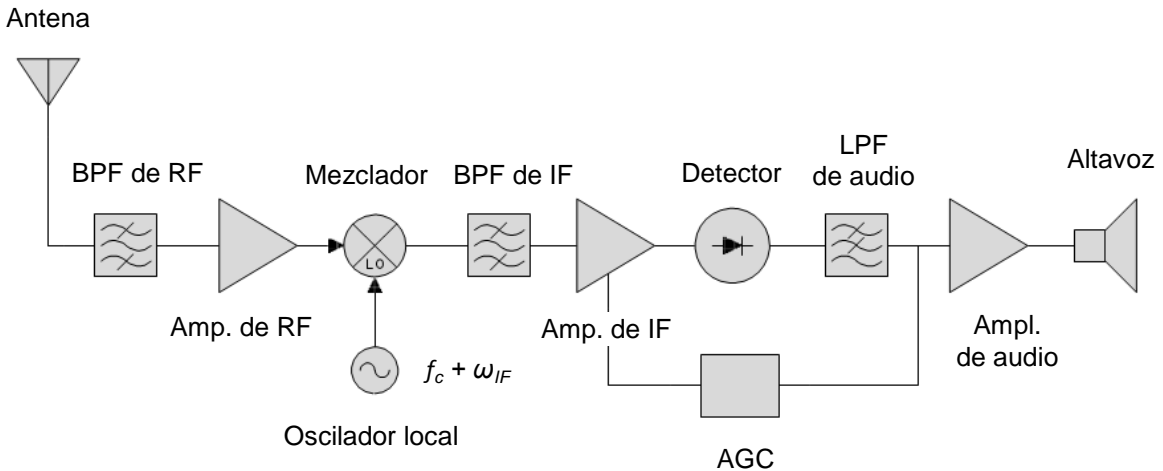 Antena
BPF de RF
Mezclador
BPF de IF
Detector
LPF
de audio
Altavoz
LO
Amp. de RF
Amp. de IF
Ampl.
de audio
f_c + ω_IF
Oscilador local
AGC